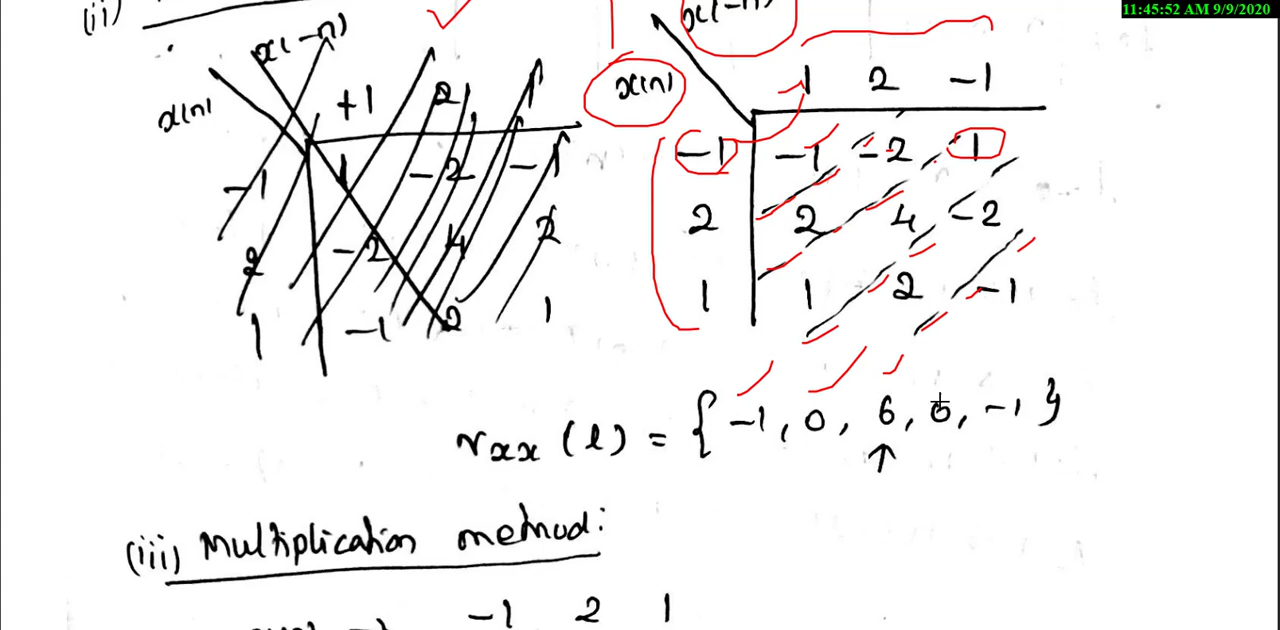 11:45:52 AM 9/9/2020
(ii)
x(-n)
x(n) +1 2 1
-1 1 -2 -1
2 -2 4 2
1 -1 2 1
x(-n)
x(n) 1 2 -1
-1 -1 -2 1
2 2 4 -2
1 1 2 -1
rxx (l) = { -1, 0, 6, 0, -1 }
↑
(iii) Multiplication method:
-1 2 1